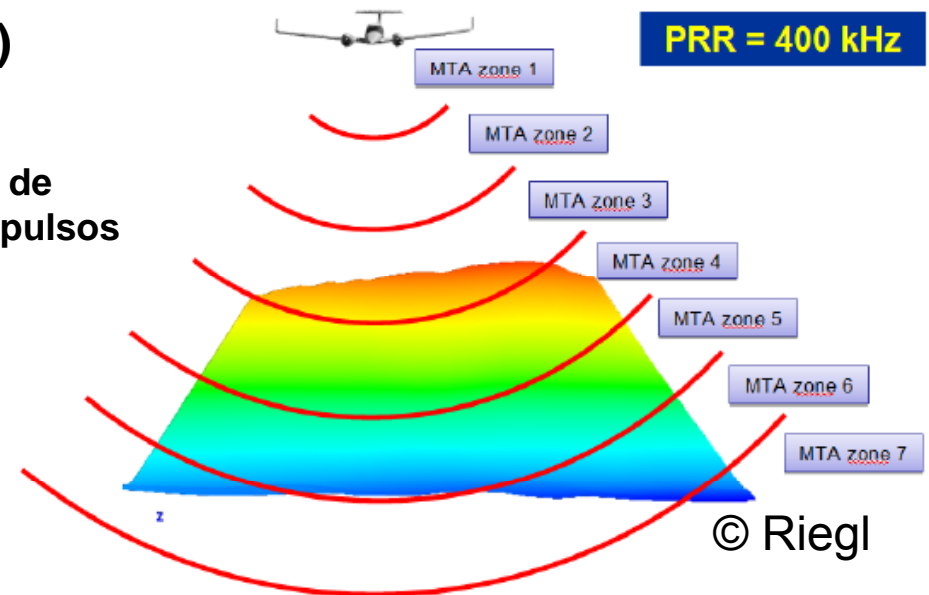 )
PRR = 400 kHz
MTA zone 1
MTA zone 2
de
pulsos
MTA zone 3
MTA zone 4
MTA zone 5
MTA zone 6
MTA zone 7
z
© Riegl